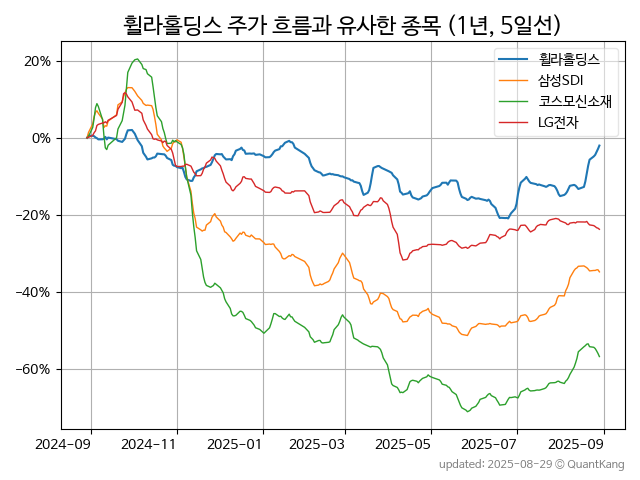 휠라홀딩스 주가 흐름과 유사한 종목 (1년, 5일선)
휠라홀딩스
삼성SDI
코스모신소재
LG전자
20%
0%
−20%
−40%
−60%
2024-09 2024-11 2025-01 2025-03 2025-05 2025-07 2025-09
updated: 2025-08-29 © QuantKang